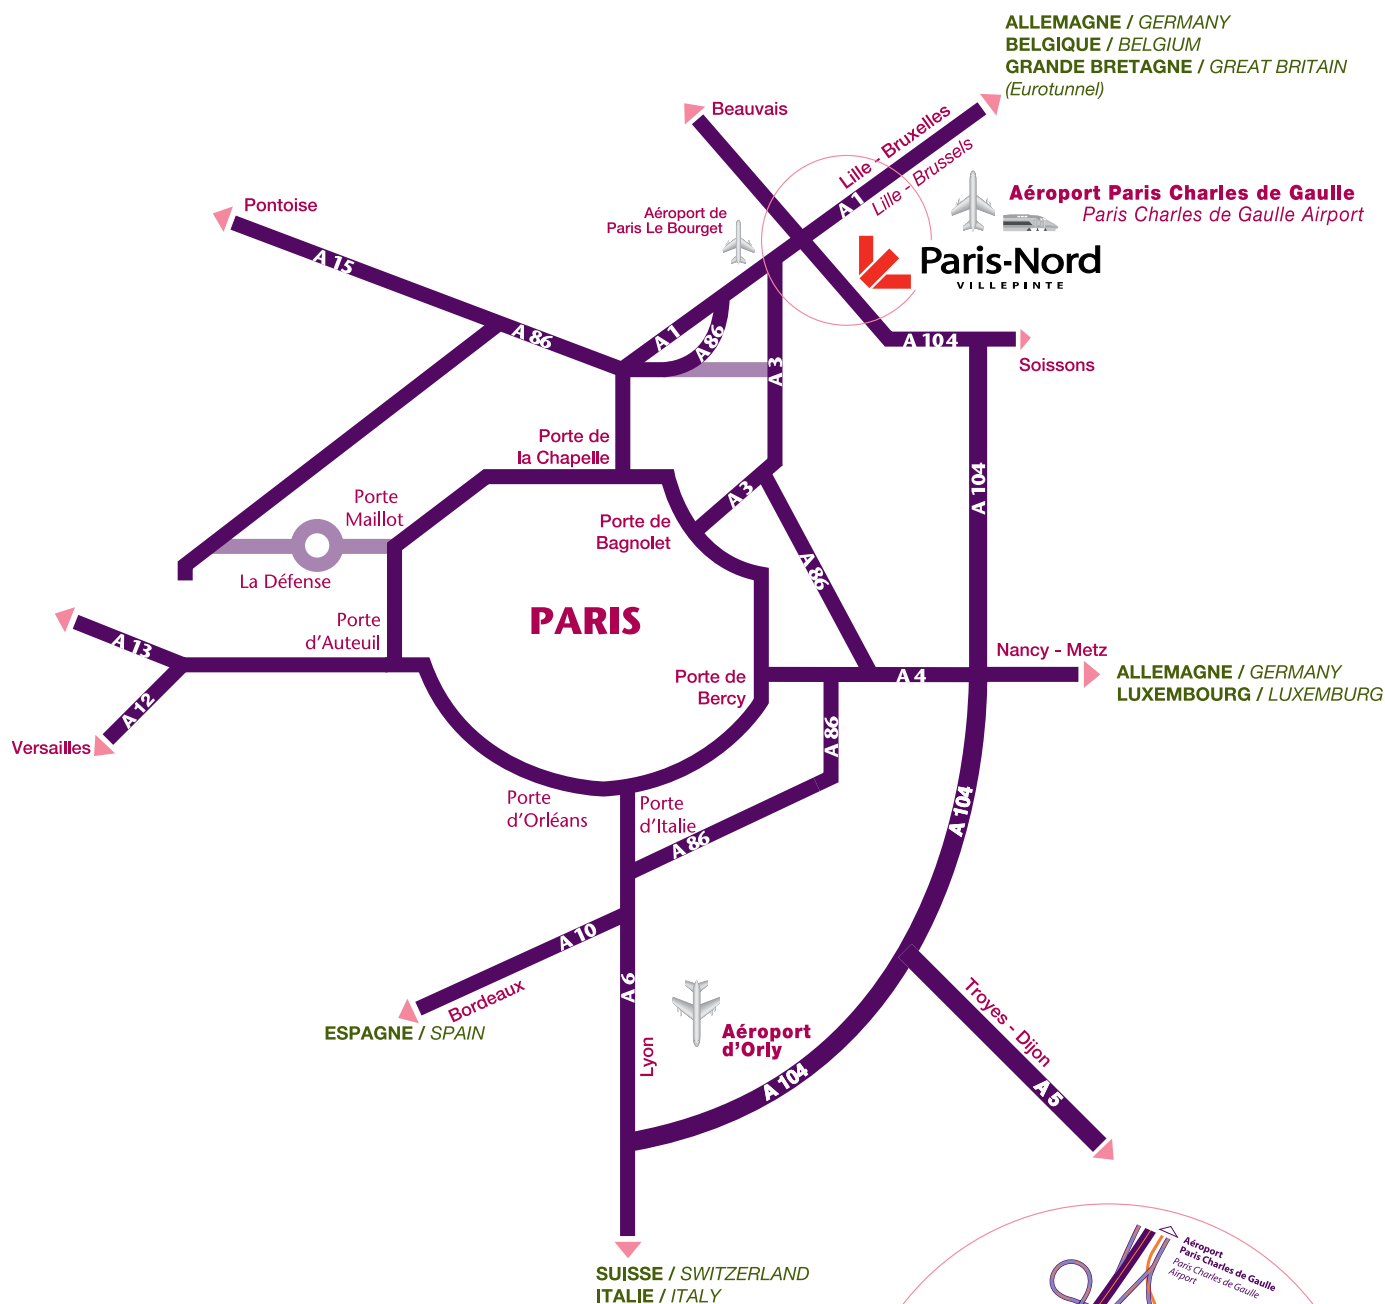 ALLEMAGNE / GERMANY
BELGIQUE / BELGIUM
GRANDE BRETAGNE / GREAT BRITAIN
(Eurotunnel)
Beauvais
Lille - Bruxelles
Lille - Brussels
A 1
Aéroport Paris Charles de Gaulle
Paris Charles de Gaulle Airport
Pontoise
Aéroport de
Paris Le Bourget
Paris-Nord
VILLEPINTE
A 15
A 86
A 1
A 86
A 3
A 104
Soissons
Porte de
la Chapelle
A 104
Porte
Maillot
A 3
Porte de
Bagnolet
La Défense
A 86
PARIS
Porte
d'Auteuil
A 13
Nancy - Metz
A 4
ALLEMAGNE / GERMANY
LUXEMBOURG / LUXEMBURG
Porte de
Bercy
A 12
Versailles
A 86
Porte
d'Orléans
Porte
d'Italie
A 86
A 104
A 10
A 6
Bordeaux
ESPAGNE / SPAIN
Troyes - Dijon
Aéroport
d'Orly
Lyon
A 104
A 5
SUISSE / SWITZERLAND
ITALIE / ITALY
Aéroport
Paris Charles de Gaulle
Paris Charles de Gaulle
Airport